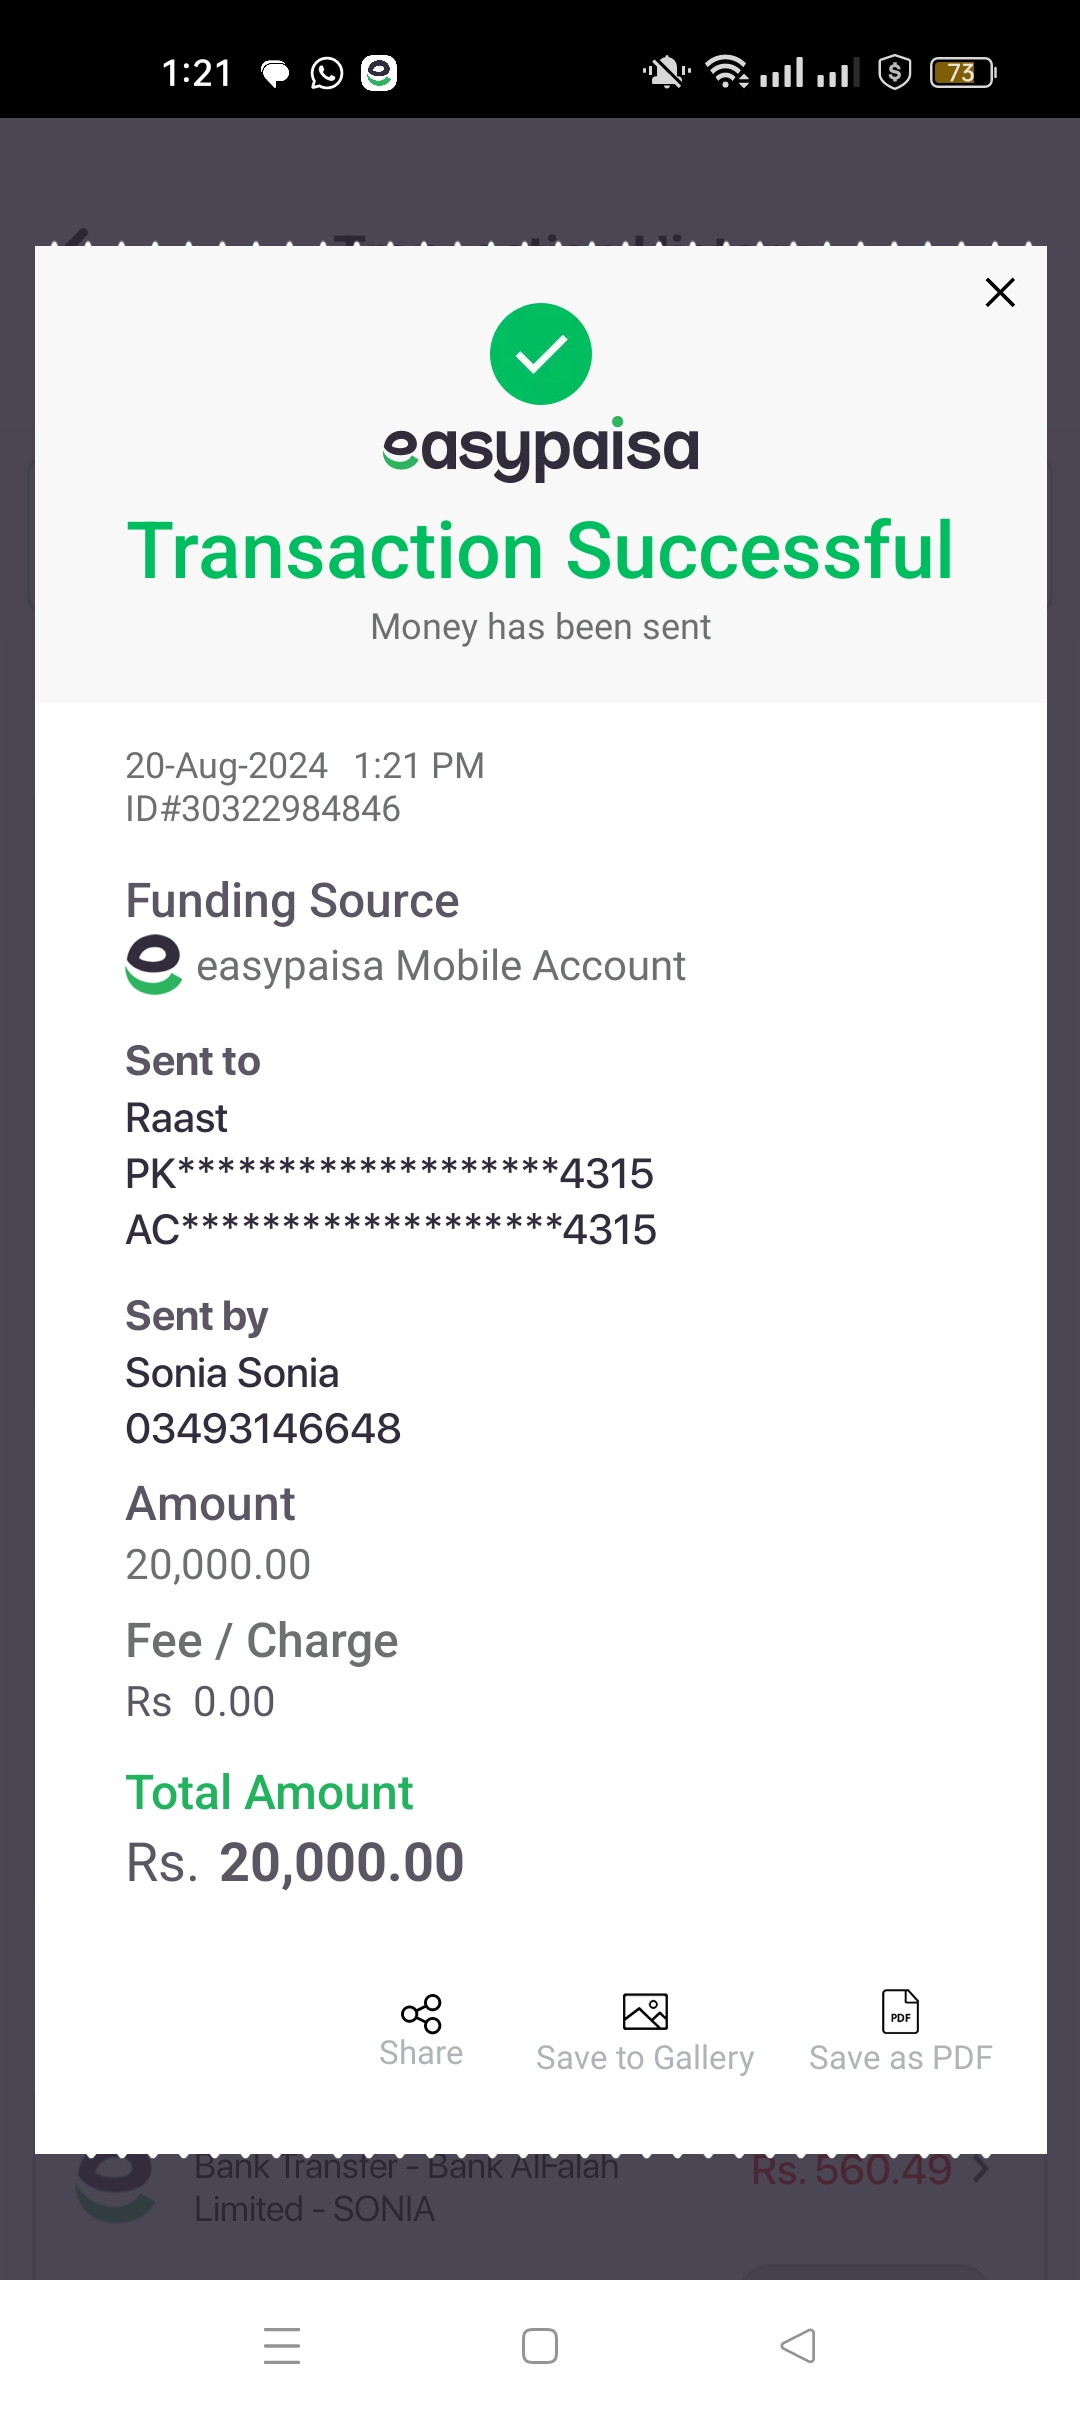 1:21
73
easypaisa
Transaction Successful
Money has been sent
20-Aug-2024 1:21 PM
ID#30322984846
Funding Source
easypaisa Mobile Account
Sent to
Raast
PK*******************4315
AC*******************4315
Sent by
Sonia Sonia
03493146648
Amount
20,000.00
Fee / Charge
Rs 0.00
Total Amount
Rs. 20,000.00
PDF
Share
Save to Gallery
Save as PDF
Bank Transfer - Bank AlFalah
Rs. 560.49
Limited - SONIA